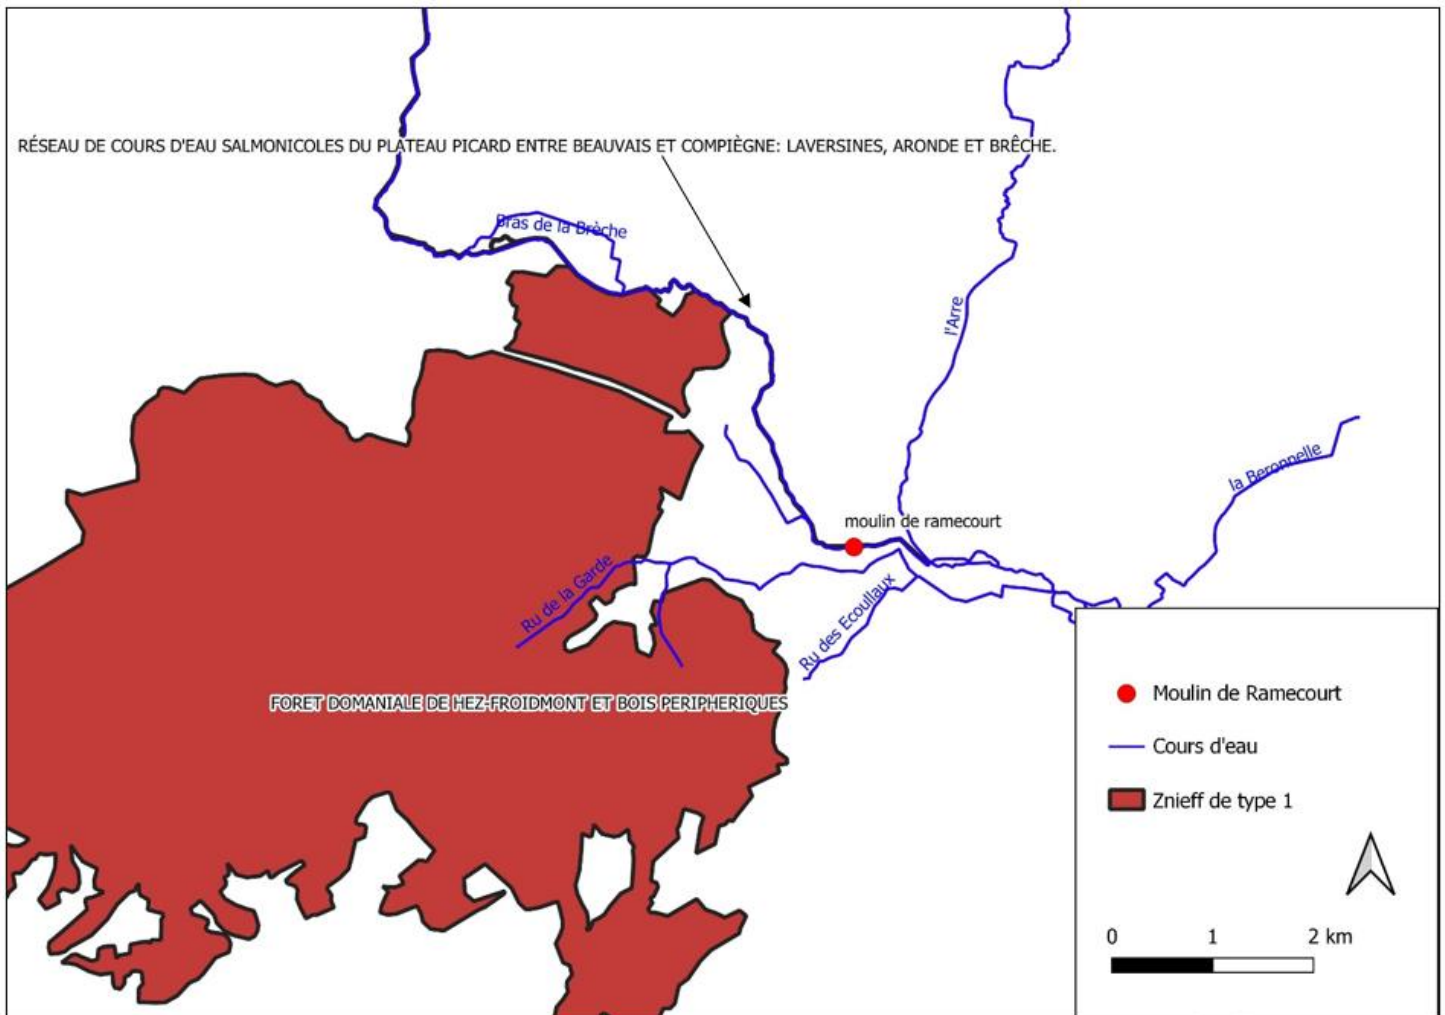 RÉSEAU DE COURS D'EAU SALMONICOLES DU PLATEAU PICARD ENTRE BEAUVAIS ET COMPIÈGNE: LAVERSINES, ARONDE ET BRÊCHE.
Bras de la Brèche
l'Arre
la Beronnelle
moulin de ramecourt
Ru de la Garde
Ru des Ecoullaux
FORET DOMANIALE DE HEZ-FROIDMONT ET BOIS PERIPHERIQUES
Moulin de Ramecourt
Cours d'eau
Znieff de type 1
0 1 2 km